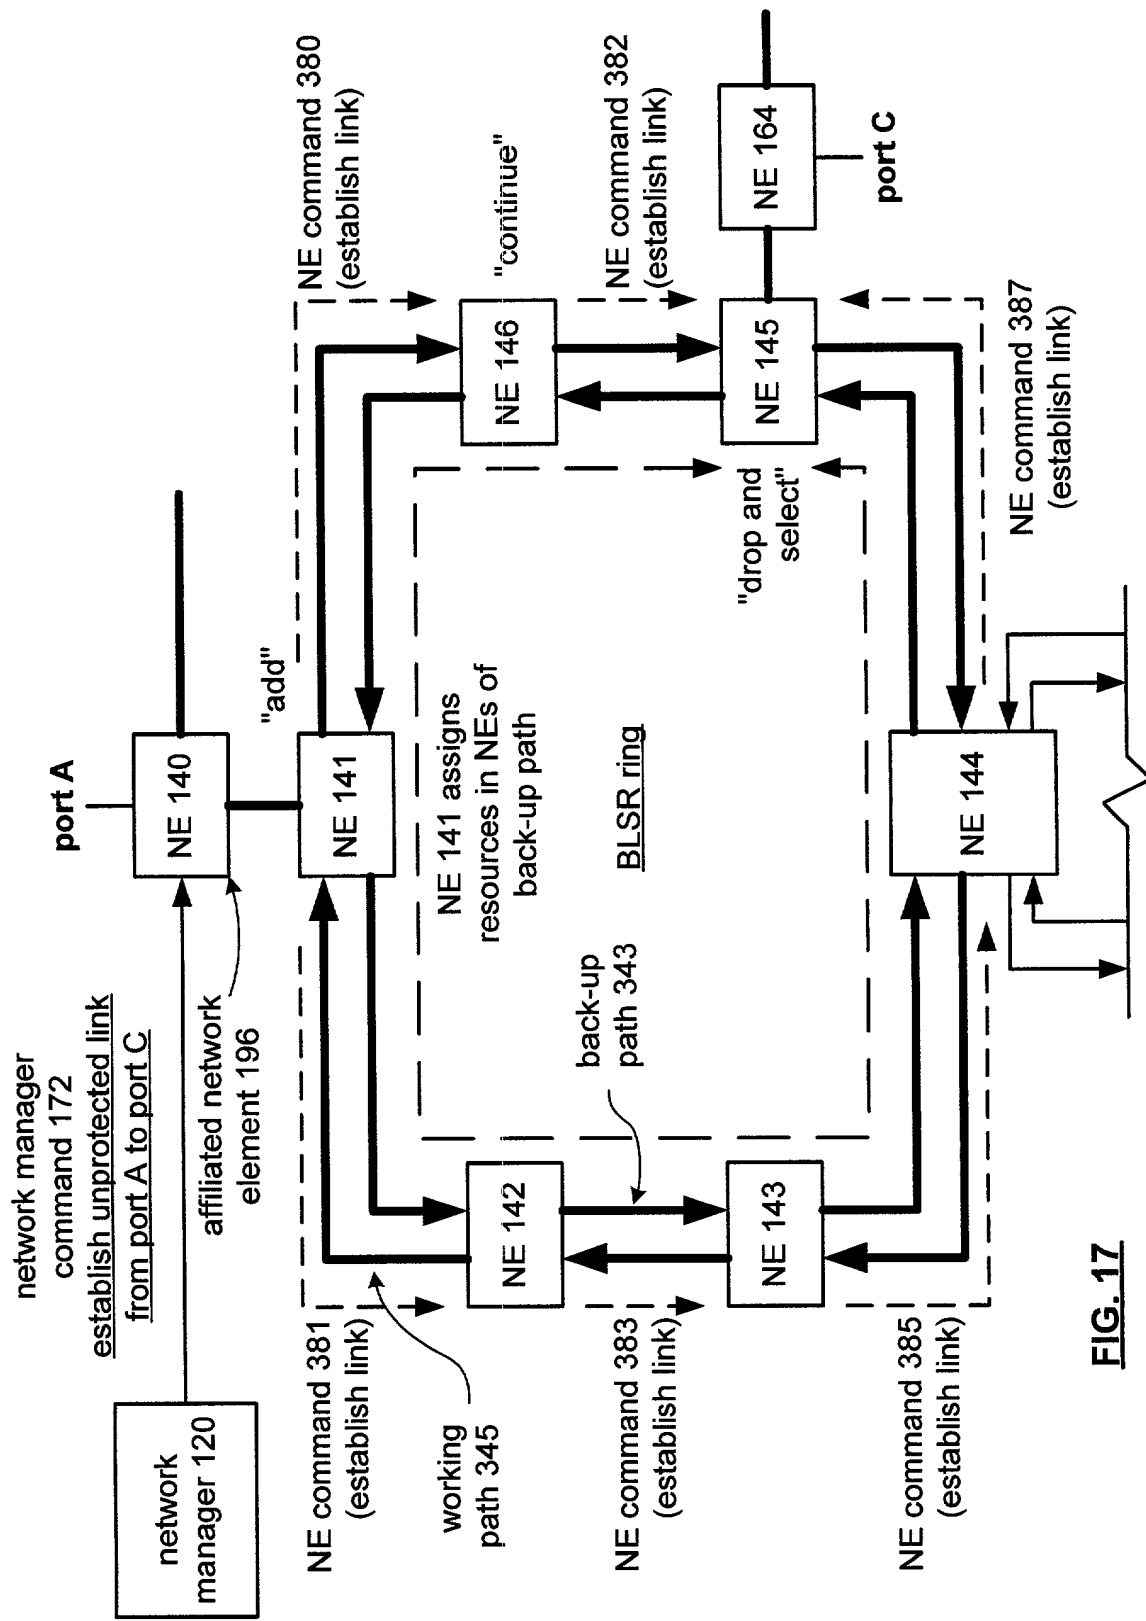 network manager
command 172
establish unprotected link
from port A to port C
network
manager 120
affiliated network
element 196
port A
NE 140
"add"
NE 141
NE command 380
(establish link)
NE command 381
(establish link)
working
path 345
NE 141 assigns
resources in NEs of
back-up path
NE 146
"continue"
NE 142
NE command 382
(establish link)
NE command 383
(establish link)
back-up
path 343
BLSR ring
"drop and
select"
NE 145
NE 164
port C
NE 143
NE command 385
(establish link)
NE 144
NE command 387
(establish link)
FIG. 17